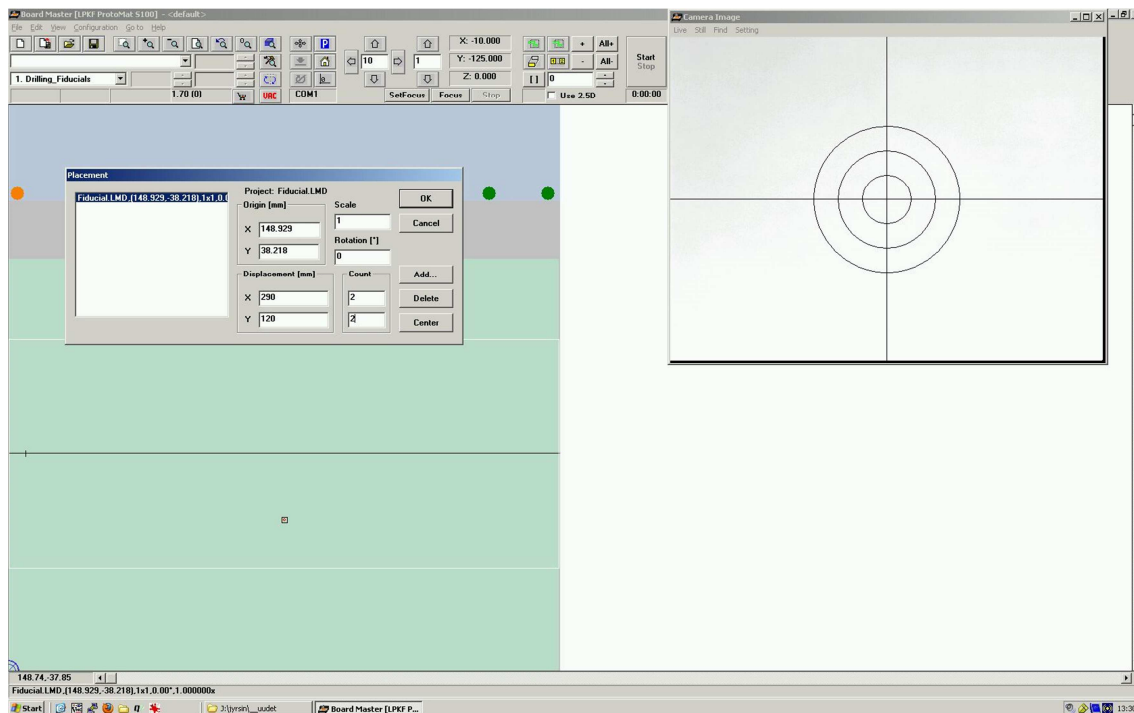 Board Master [LPKF ProtoMat S100] - <default>
File Edit View Configuration Go to Help
X: -10.000
10 1 Y: -125.000
1. Drilling_Fiducials Z: 0.000
1.70 (0) VAC COM1 SetFocus Focus Stop
+ All+
- All-
[ ] 0
Use 2.5D
Start
Stop
0:00:00
Camera Image
Live Still Find Setting
Placement
Fiducial.LMD,(148.929,-38.218),1x1,0.0
Project: Fiducial.LMD
Origin [mm]
X 148.929
Y 38.218
Scale
1
Rotation [°]
0
Displacement [mm]
X 290
Y 120
Count
2
2
OK
Cancel
Add...
Delete
Center
148.74,-37.85
Fiducial.LMD,(148.929,-38.218),1x1,0.00°,1.000000x
Start J:\tjyrsin\__uudet Board Master [LPKF P...